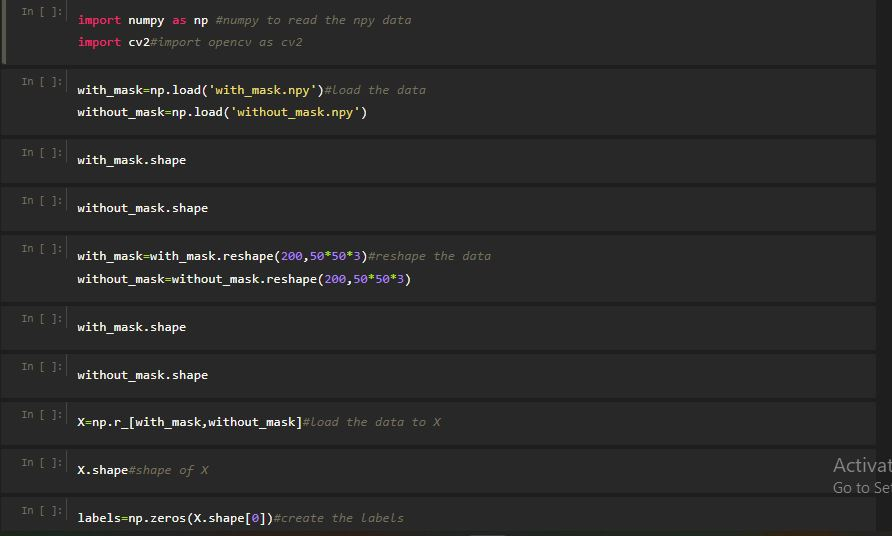 In [ ]: import numpy as np #numpy to read the npy data
import cv2#import opencv as cv2
In [ ]: with_mask=np.load('with_mask.npy')#load the data
without_mask=np.load('without_mask.npy')
In [ ]: with_mask.shape
In [ ]: without_mask.shape
In [ ]: with_mask=with_mask.reshape(200,50*50*3)#reshape the data
without_mask=without_mask.reshape(200,50*50*3)
In [ ]: with_mask.shape
In [ ]: without_mask.shape
In [ ]: X=np.r_[with_mask,without_mask]#load the data to X
In [ ]: X.shape#shape of X
In [ ]: labels=np.zeros(X.shape[0])#create the labels
Activat
Go to Se